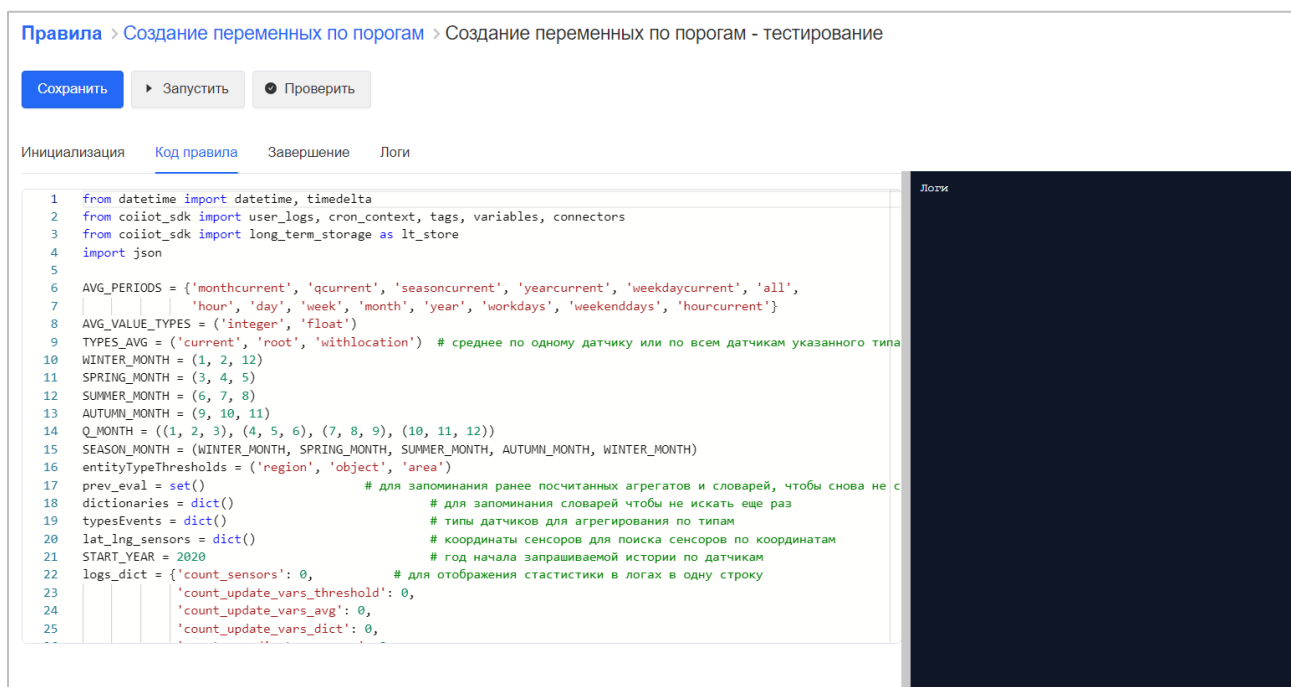 Правила > Создание переменных по порогам > Создание переменных по порогам - тестирование
Сохранить Запустить Проверить
Инициализация Код правила Завершение Логи
Логи
1 from datetime import datetime, timedelta
2 from coiiot_sdk import user_logs, cron_context, tags, variables, connectors
3 from coiiot_sdk import long_term_storage as lt_store
4 import json
5
6 AVG_PERIODS = {'monthcurrent', 'qcurrent', 'seasoncurrent', 'yearcurrent', 'weekdaycurrent', 'all',
7 'hour', 'day', 'week', 'month', 'year', 'workdays', 'weekenddays', 'hourcurrent'}
8 AVG_VALUE_TYPES = ('integer', 'float')
9 TYPES_AVG = ('current', 'root', 'withlocation') # среднее по одному датчику или по всем датчикам указанного типа
10 WINTER_MONTH = (1, 2, 12)
11 SPRING_MONTH = (3, 4, 5)
12 SUMMER_MONTH = (6, 7, 8)
13 AUTUMN_MONTH = (9, 10, 11)
14 Q_MONTH = ((1, 2, 3), (4, 5, 6), (7, 8, 9), (10, 11, 12))
15 SEASON_MONTH = (WINTER_MONTH, SPRING_MONTH, SUMMER_MONTH, AUTUMN_MONTH, WINTER_MONTH)
16 entityTypeThresholds = ('region', 'object', 'area')
17 prev_eval = set() # для запоминания ранее посчитанных агрегатов и словарей, чтобы снова не с
18 dictionaries = dict() # для запоминания словарей чтобы не искать еще раз
19 typesEvents = dict() # типы датчиков для агрегирования по типам
20 lat_lng_sensors = dict() # координаты сенсоров для поиска сенсоров по координатам
21 START_YEAR = 2020 # год начала запрашиваемой истории по датчикам
22 logs_dict = {'count_sensors': 0, # для отображения стастистики в логах в одну строку
23 'count_update_vars_threshold': 0,
24 'count_update_vars_avg': 0,
25 'count_update_vars_dict': 0,